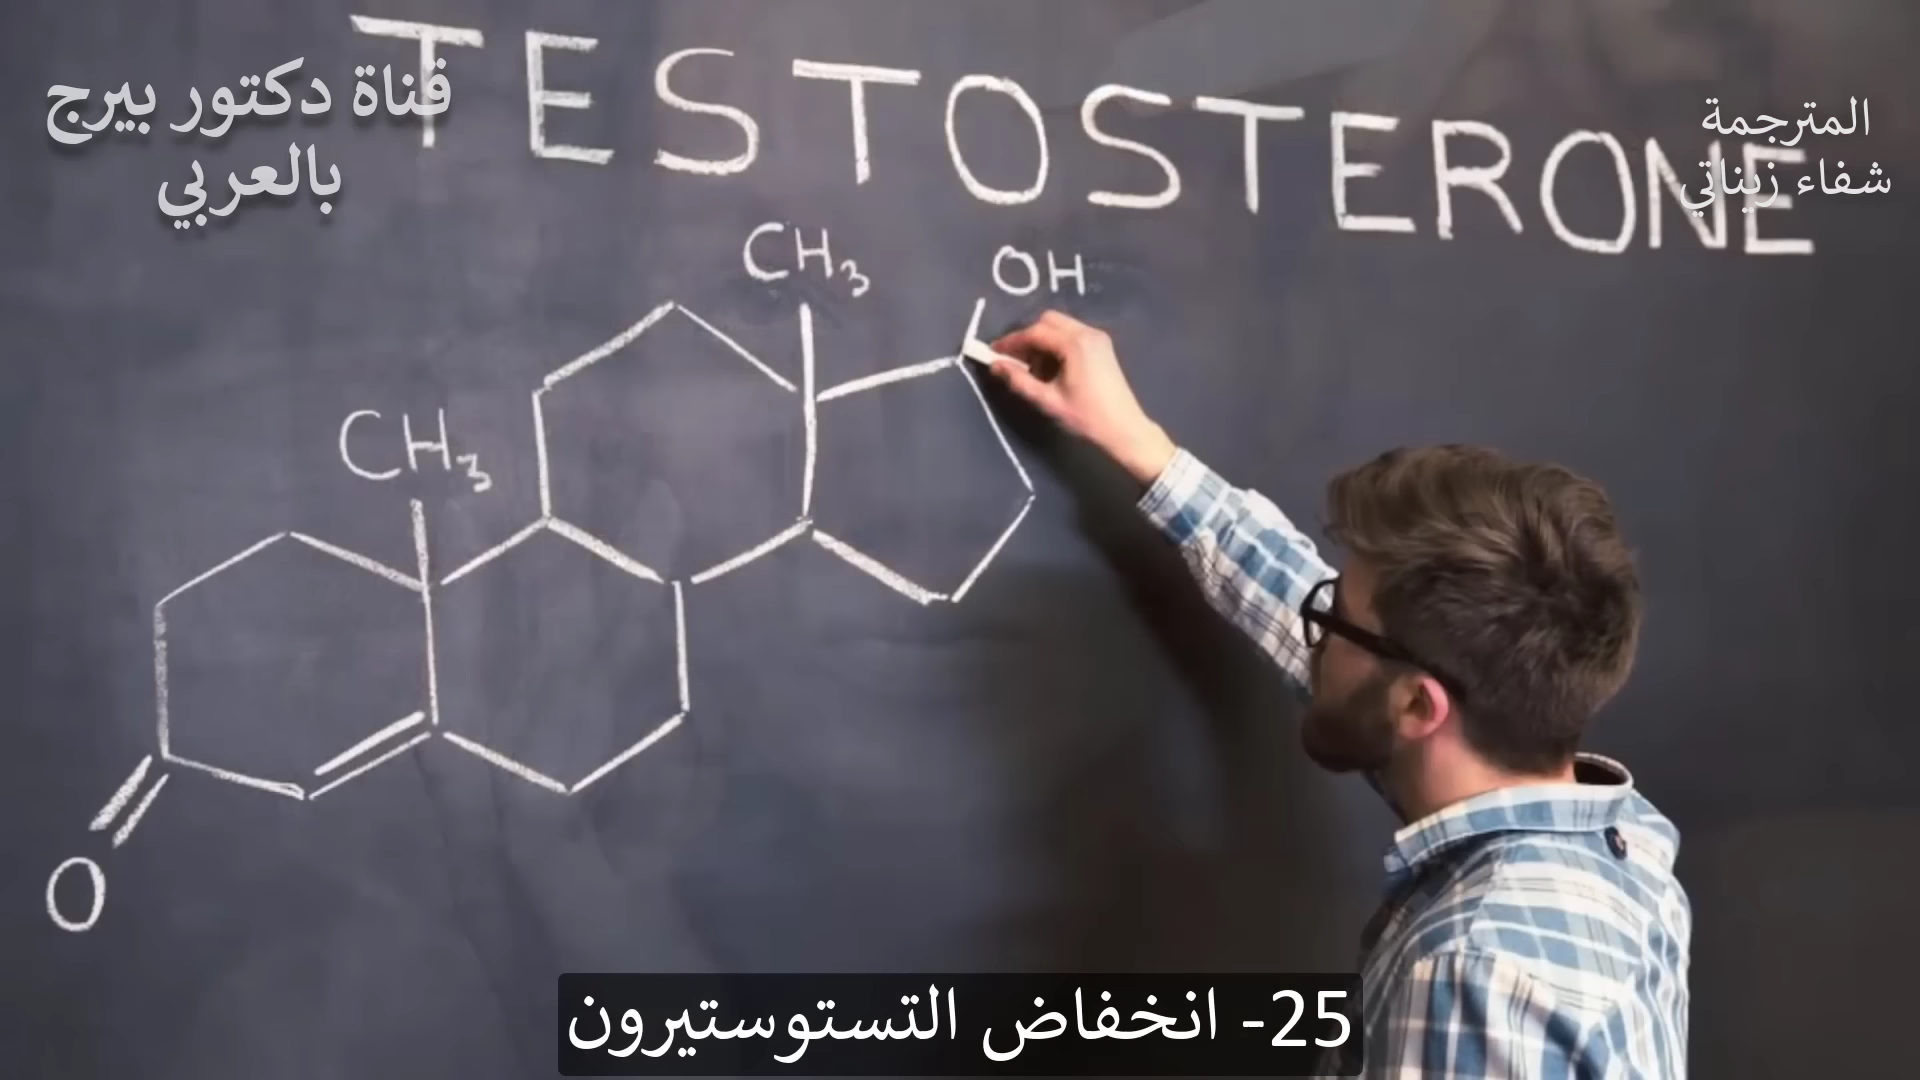 TESTOSTERONE
قناة دكتور بيرج
بالعربي
المترجمة
شفاء زيناتي
CH3
OH
CH3
O
25- انخفاض التستوستيرون